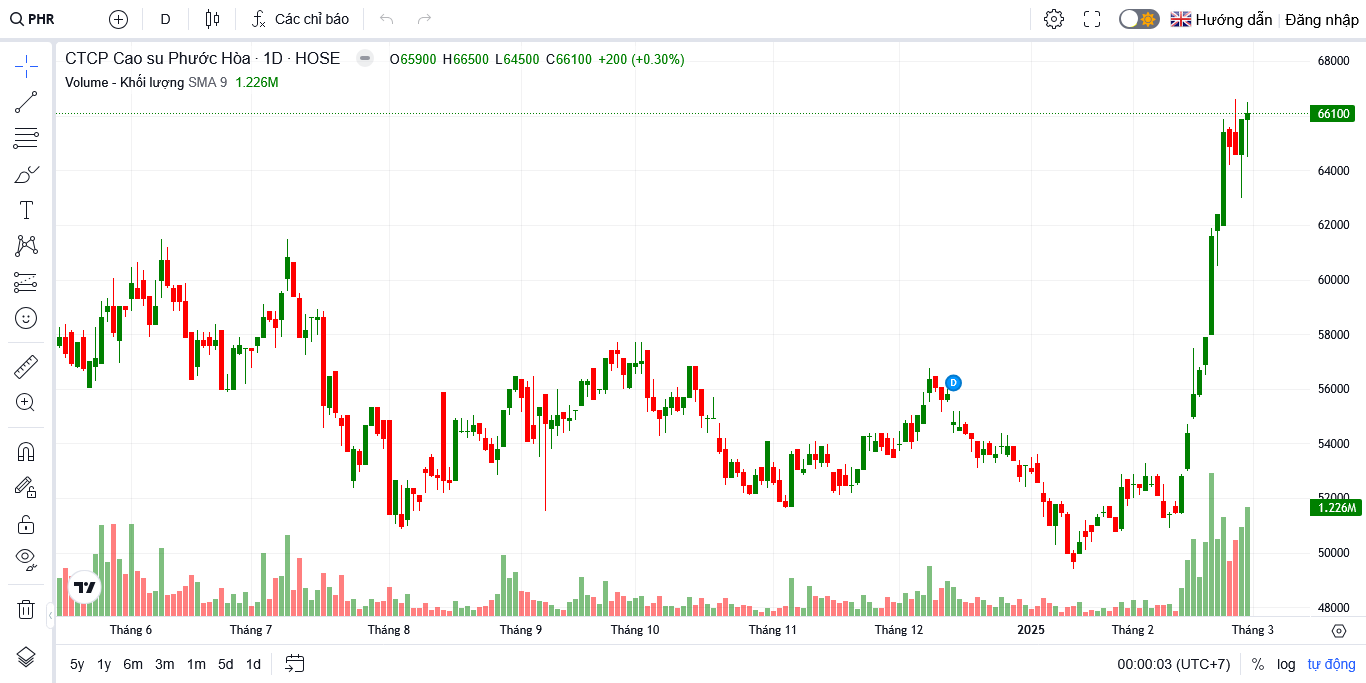 PHR D Các chỉ báo Hướng dẫn Đăng nhập
CTCP Cao su Phước Hòa · 1D · HOSE O65900 H66500 L64500 C66100 +200 (+0.30%)
Volume - Khối lượng SMA 9 1.226M
68000
66100
64000
62000
60000
58000
56000
D
54000
52000
1.226M
50000
48000
Tháng 6 Tháng 7 Tháng 8 Tháng 9 Tháng 10 Tháng 11 Tháng 12 2025 Tháng 2 Tháng 3
5y 1y 6m 3m 1m 5d 1d 00:00:03 (UTC+7) % log tự động